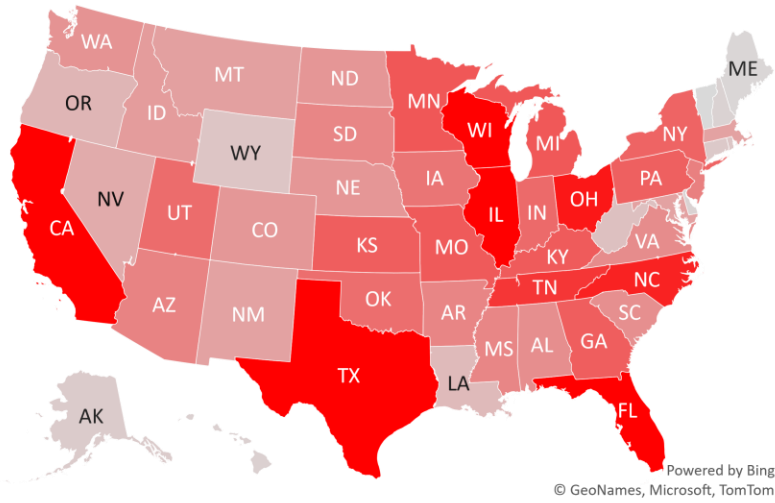 WA
MT
ND
MN
ME
OR
ID
SD
WI
MI
NY
WY
IA
PA
NE
NV
UT
CO
IL
IN
OH
CA
KS
MO
KY
VA
AZ
NM
OK
AR
TN
NC
MS
AL
GA
SC
TX
LA
AK
FL
Powered by Bing
© GeoNames, Microsoft, TomTom